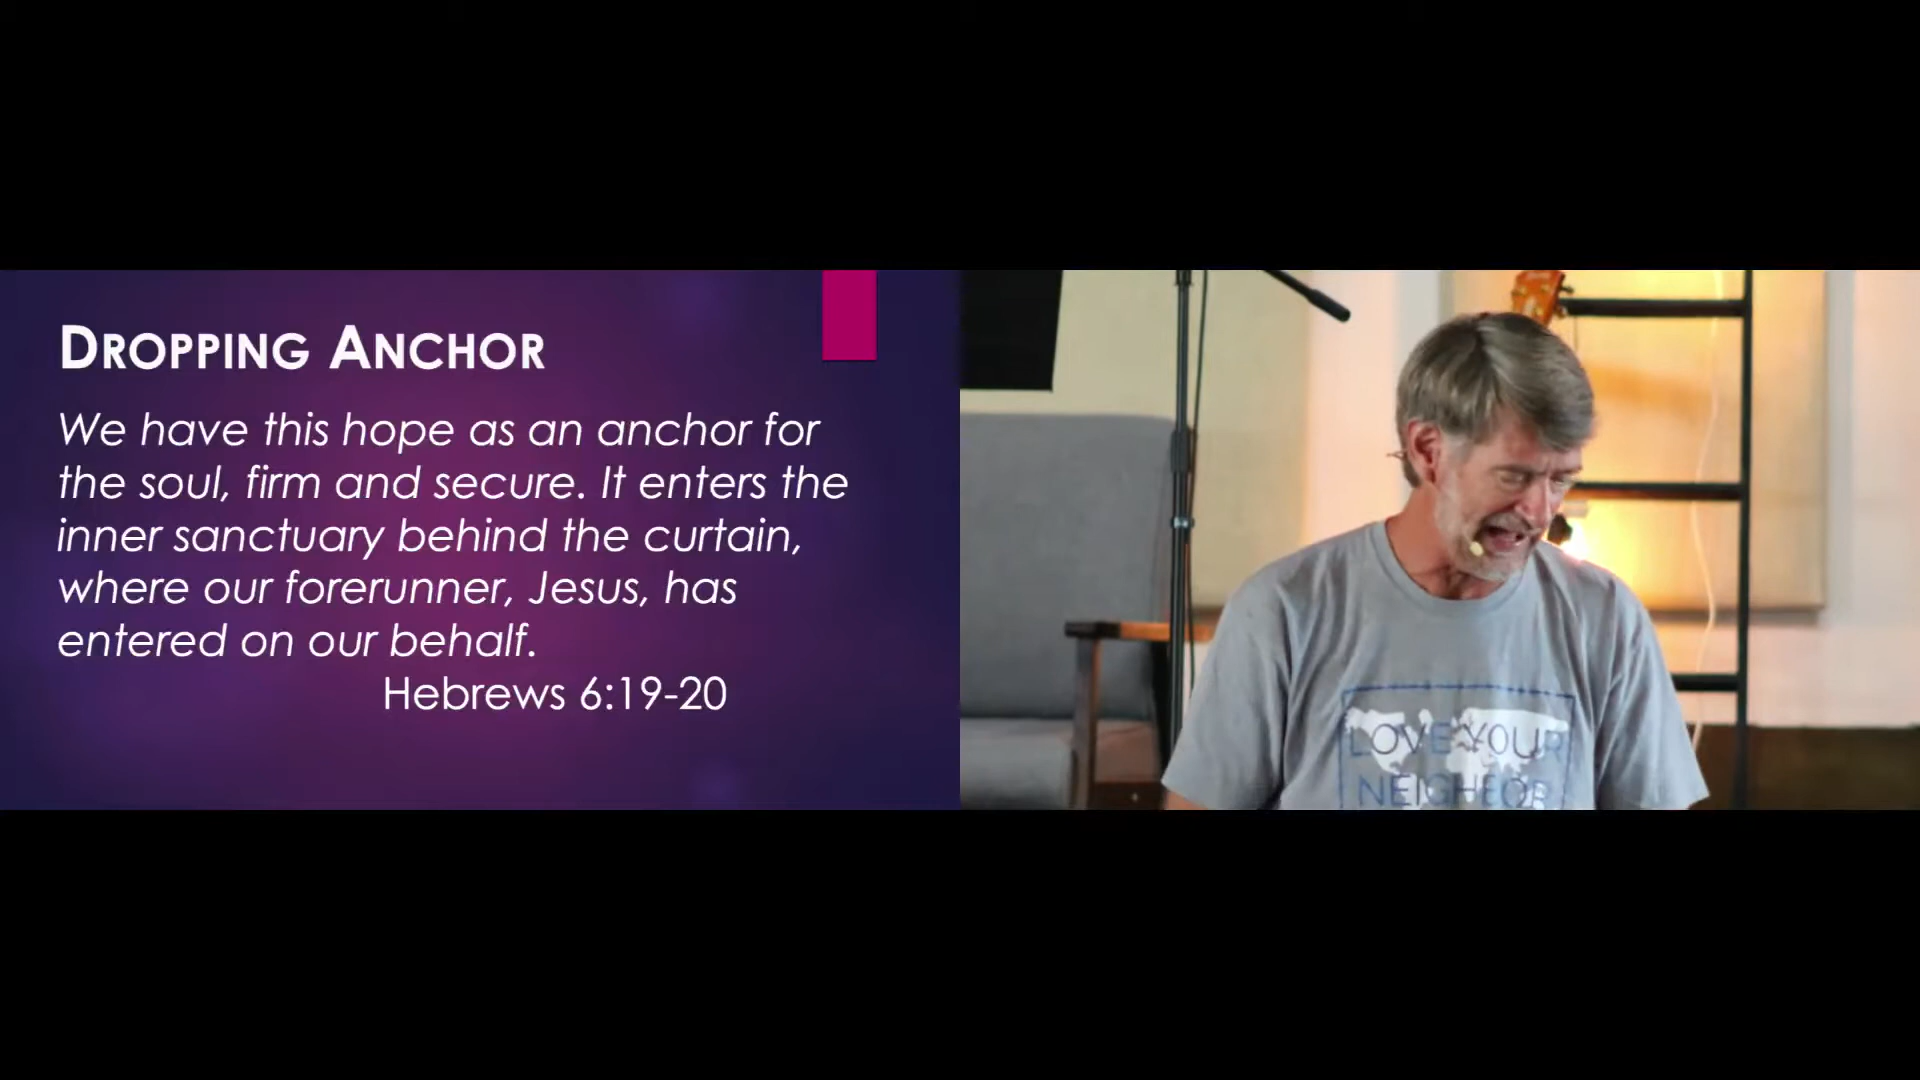 DROPPING ANCHOR
We have this hope as an anchor for
the soul, firm and secure. It enters the
inner sanctuary behind the curtain,
where our forerunner, Jesus, has
entered on our behalf.
Hebrews 6:19-20
LOVE YOUR
NEIGHBOR